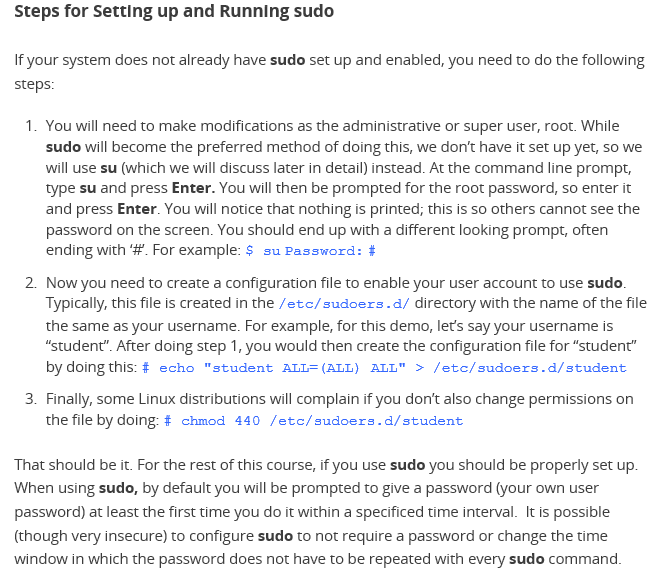 Steps for Setting up and Running sudo
If your system does not already have sudo set up and enabled, you need to do the following
steps:
1. You will need to make modifications as the administrative or super user, root. While
sudo will become the preferred method of doing this, we don’t have it set up yet, so we
will use su (which we will discuss later in detail) instead. At the command line prompt,
type su and press Enter. You will then be prompted for the root password, so enter it
and press Enter. You will notice that nothing is printed; this is so others cannot see the
password on the screen. You should end up with a different looking prompt, often
ending with ‘#’. For example: $ su Password: #
2. Now you need to create a configuration file to enable your user account to use sudo.
Typically, this file is created in the /etc/sudoers.d/ directory with the name of the file
the same as your username. For example, for this demo, let’s say your username is
“student”. After doing step 1, you would then create the configuration file for “student”
by doing this: # echo "student ALL=(ALL) ALL" > /etc/sudoers.d/student
3. Finally, some Linux distributions will complain if you don’t also change permissions on
the file by doing: # chmod 440 /etc/sudoers.d/student
That should be it. For the rest of this course, if you use sudo you should be properly set up.
When using sudo, by default you will be prompted to give a password (your own user
password) at least the first time you do it within a specificed time interval.  It is possible
(though very insecure) to configure sudo to not require a password or change the time
window in which the password does not have to be repeated with every sudo command.